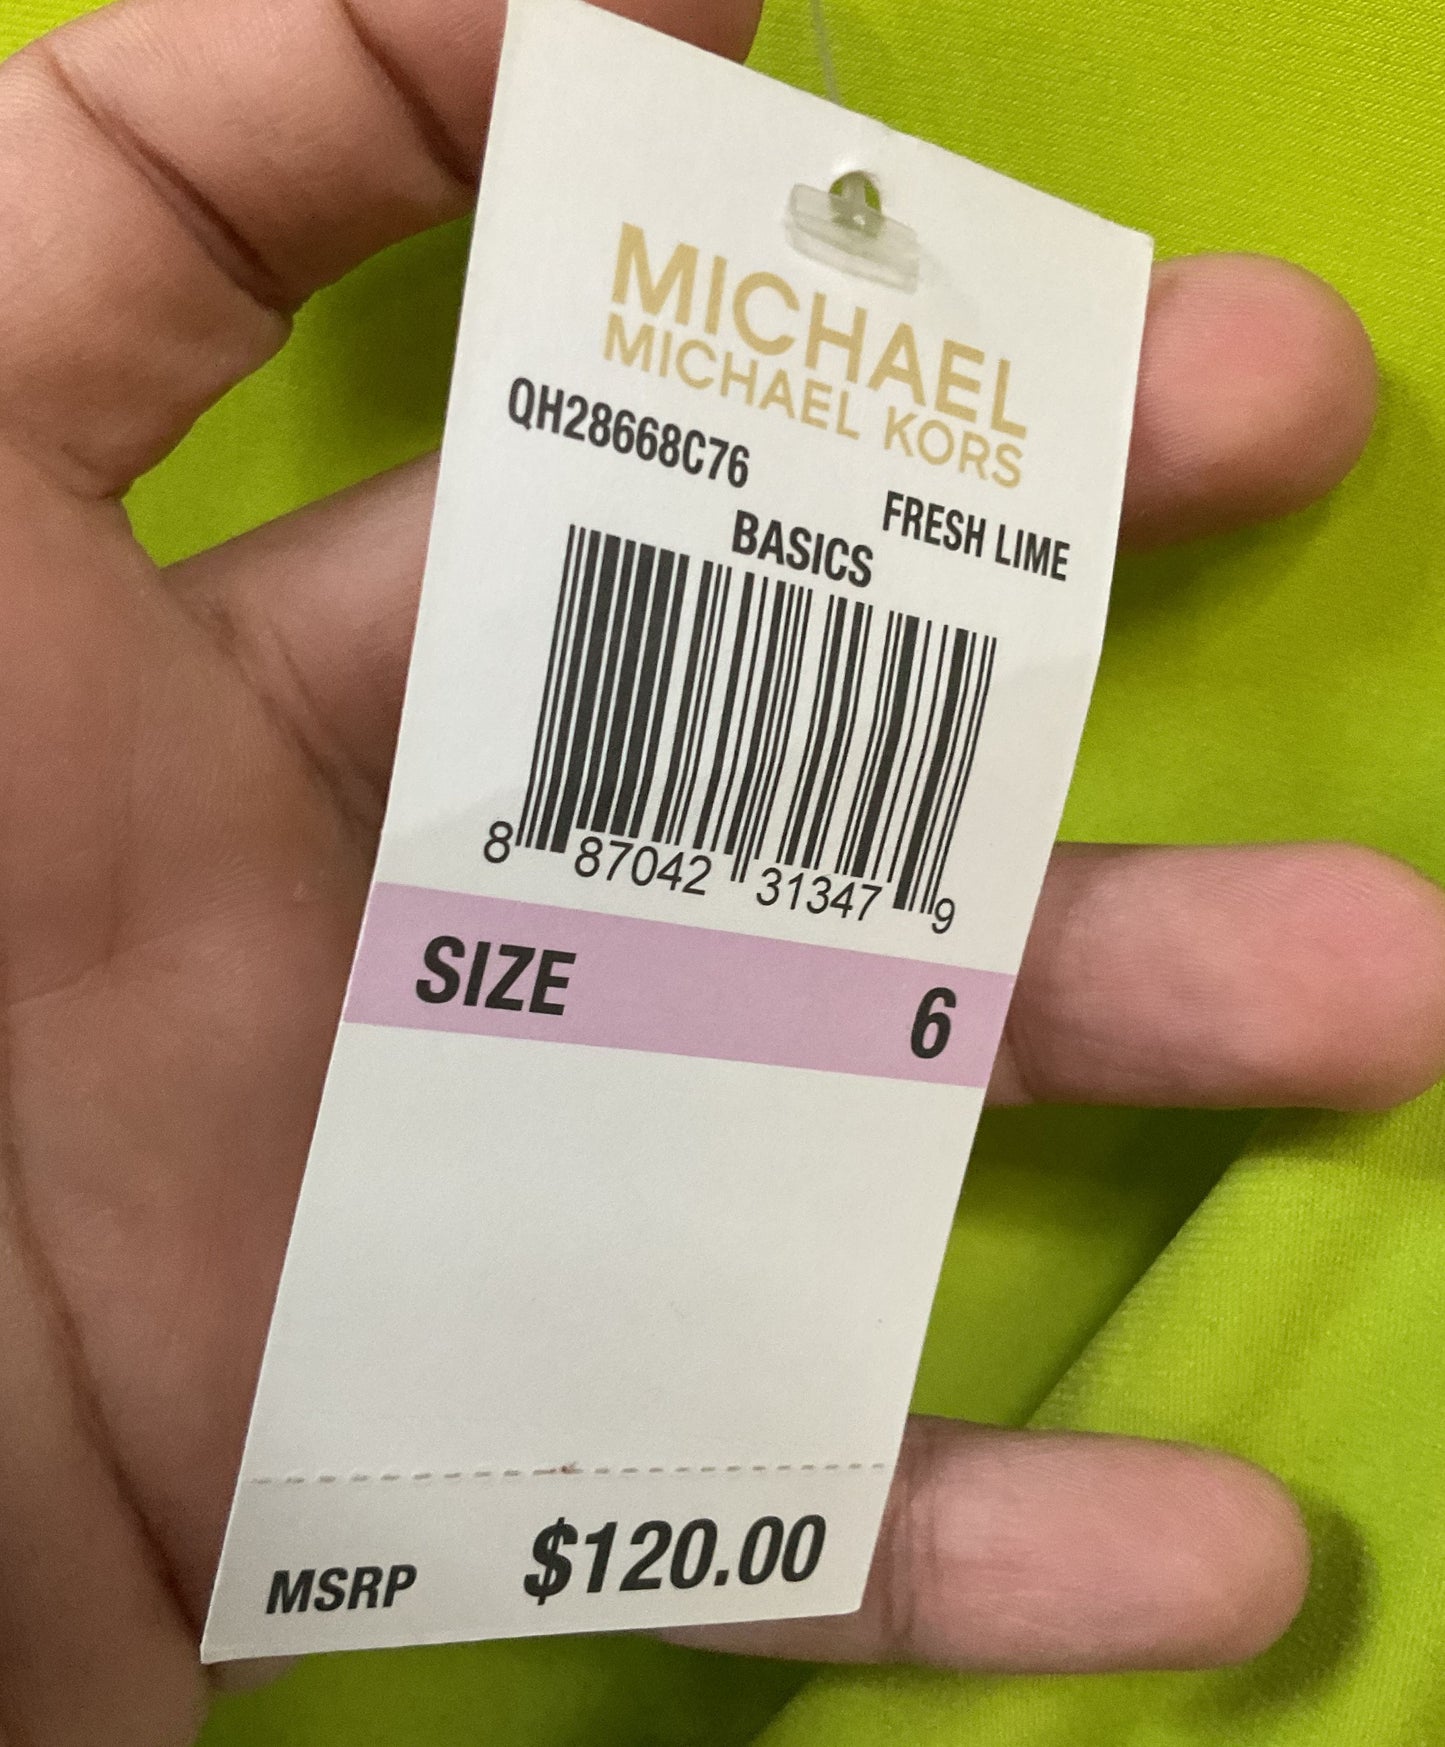 MICHAEL
MICHAEL KORS
QH28668C76
FRESH LIME
BASICS
8 87042 31347 9
SIZE 6
MSRP $120.00